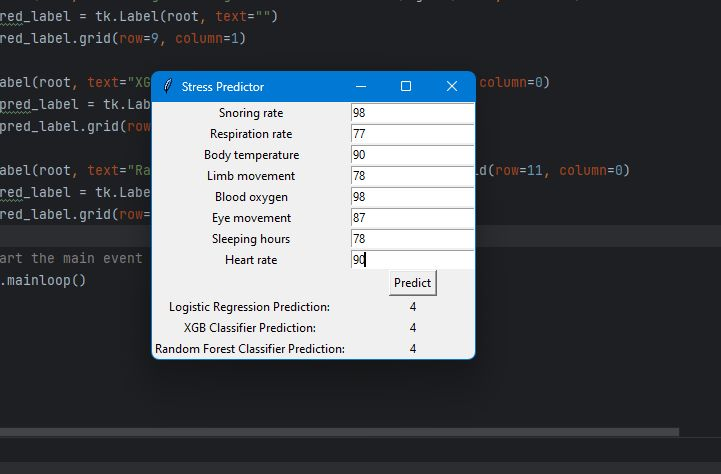 red_label = tk.Label(root, text="")
red_label.grid(row=9, column=1)
abel(root, text="XG column=0)
pred_label = tk.Lab
pred_label.grid(row
abel(root, text="Ra d(row=11, column=0)
red_label = tk.Labe
red_label.grid(row=
art the main event
.mainloop()
Stress Predictor
Snoring rate 98
Respiration rate 77
Body temperature 90
Limb movement 78
Blood oxygen 98
Eye movement 87
Sleeping hours 78
Heart rate 90
Predict
Logistic Regression Prediction: 4
XGB Classifier Prediction: 4
Random Forest Classifier Prediction: 4